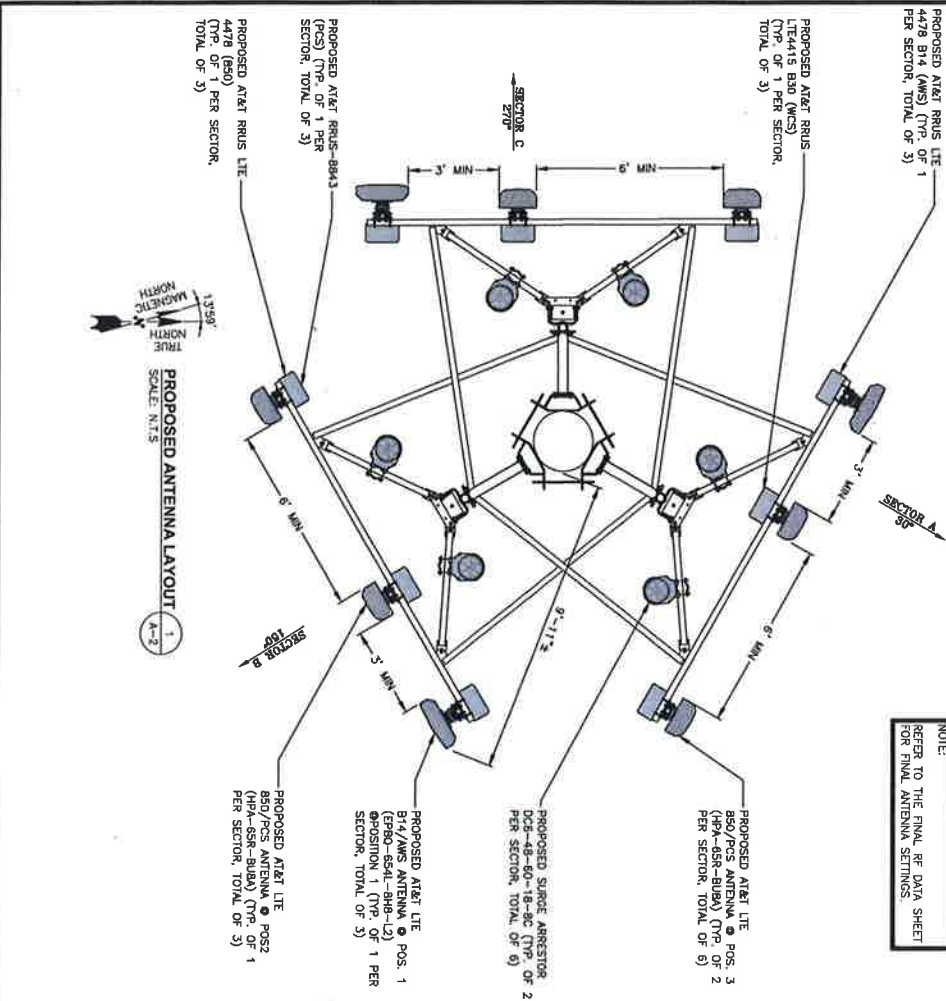 PROPOSED AT&T RRUS LTE
4478 B14 (AWS) (TYP. OF 1
PER SECTOR, TOTAL OF 3)
PROPOSED AT&T RRUS
LTE4415 B30 (WCS)
(TYP. OF 1 PER SECTOR,
TOTAL OF 3)
SECTOR C
270°
PROPOSED AT&T RRUS-8843
(PCS) (TYP. OF 1 PER
SECTOR, TOTAL OF 3)
PROPOSED AT&T RRUS LTE
4478 (850)
(TYP. OF 1 PER SECTOR,
TOTAL OF 3)
3' MIN
6' MIN
3' MIN
6' MIN
SECTOR A
30°
6' MIN
3' MIN
SECTOR B
150°
9'-11"±
NOTE:
REFER TO THE FINAL RF DATA SHEET
FOR FINAL ANTENNA SETTINGS.
PROPOSED AT&T LTE
850/PCS ANTENNA @ POS. 3
(HPA-65R-BU8A) (TYP. OF 2
PER SECTOR, TOTAL OF 6)
PROPOSED SURGE ARRESTOR
DC6-48-60-18-8C (TYP. OF 2
PER SECTOR, TOTAL OF 6)
PROPOSED AT&T LTE
B14/AWS ANTENNA @ POS. 1
(EPBQ-654L-8H8-L2)
@POSITION 1 (TYP. OF 1 PER
SECTOR, TOTAL OF 3)
PROPOSED AT&T LTE
850/PCS ANTENNA @ POS2
(HPA-65R-BU8A) (TYP. OF 1
PER SECTOR, TOTAL OF 3)
13°59'
TRUE
NORTH
MAGNETIC
NORTH
PROPOSED ANTENNA LAYOUT
SCALE: N.T.S
1
A-2